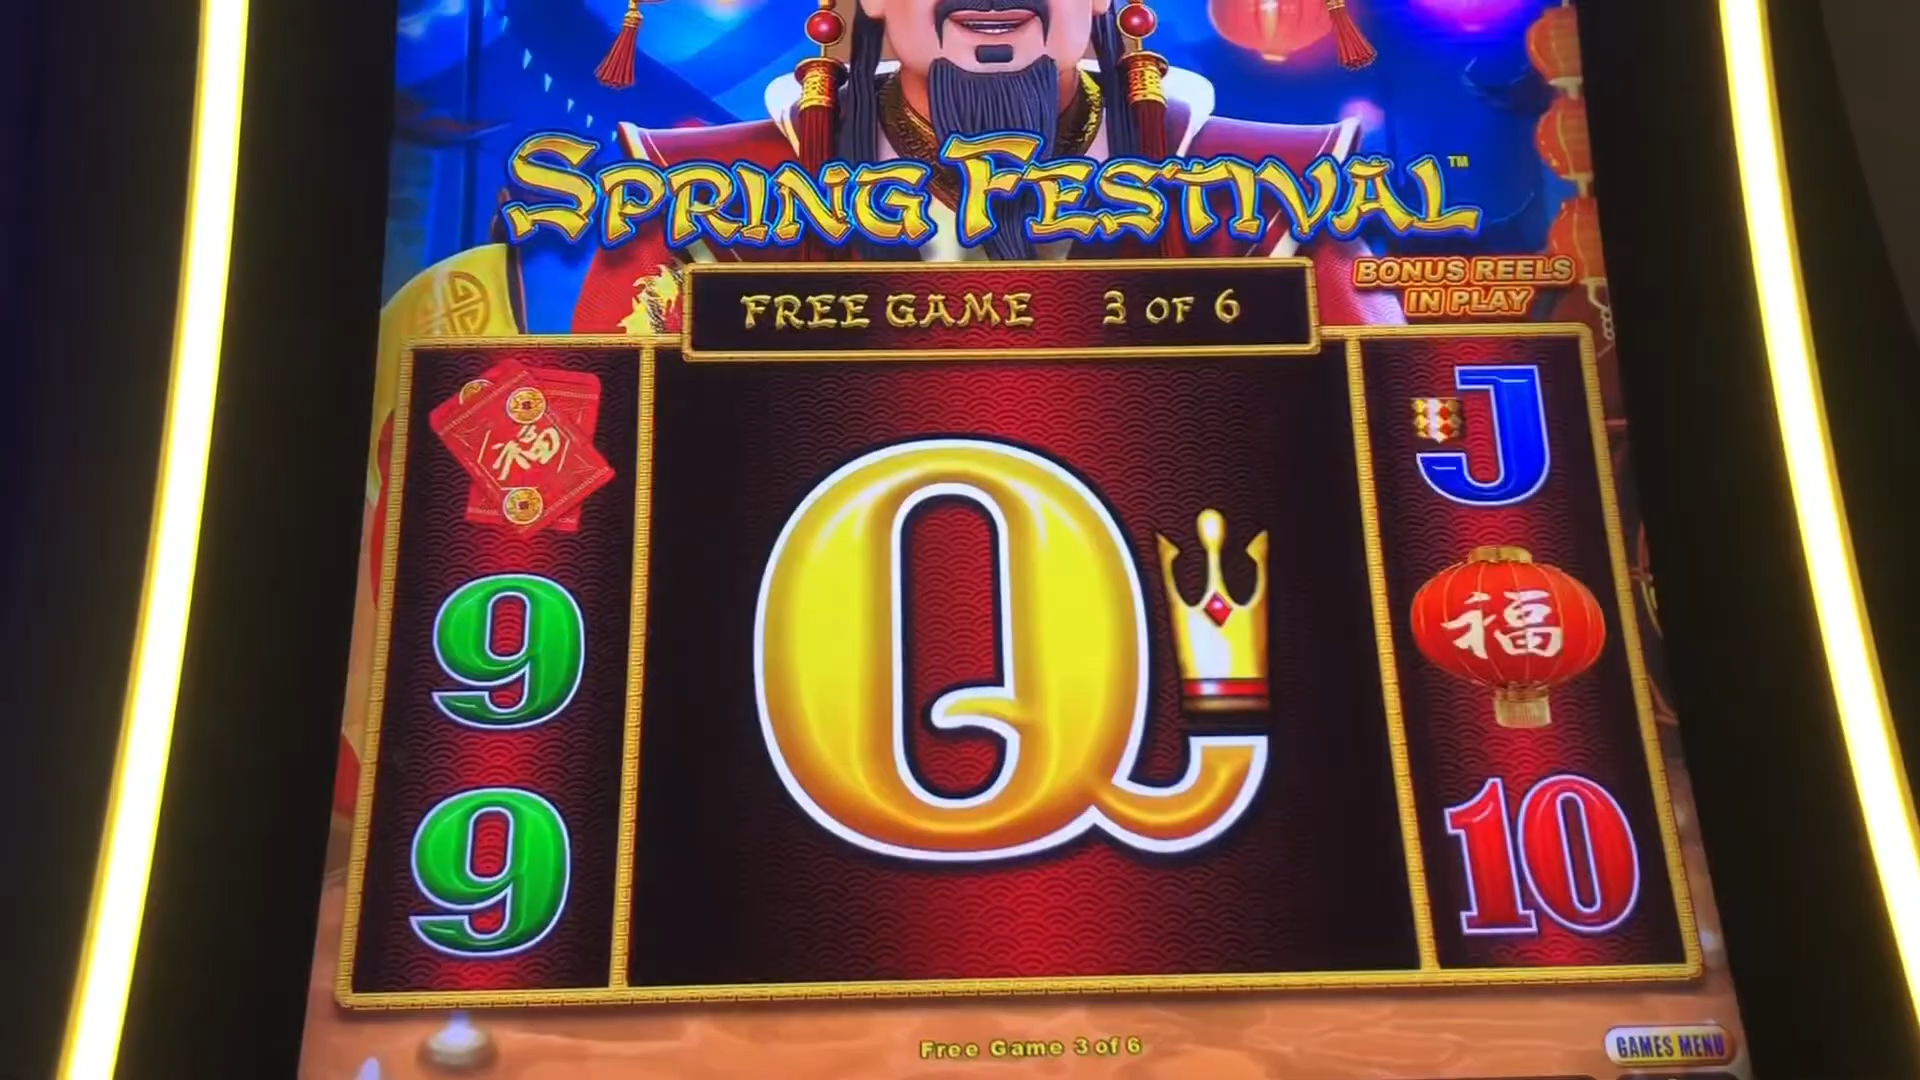 SPRING FESTIVAL™
BONUS REELS
IN PLAY
FREE GAME 3 OF 6
福
J
9
Q
福
9
10
Free Game 3 of 6
GAMES MENU